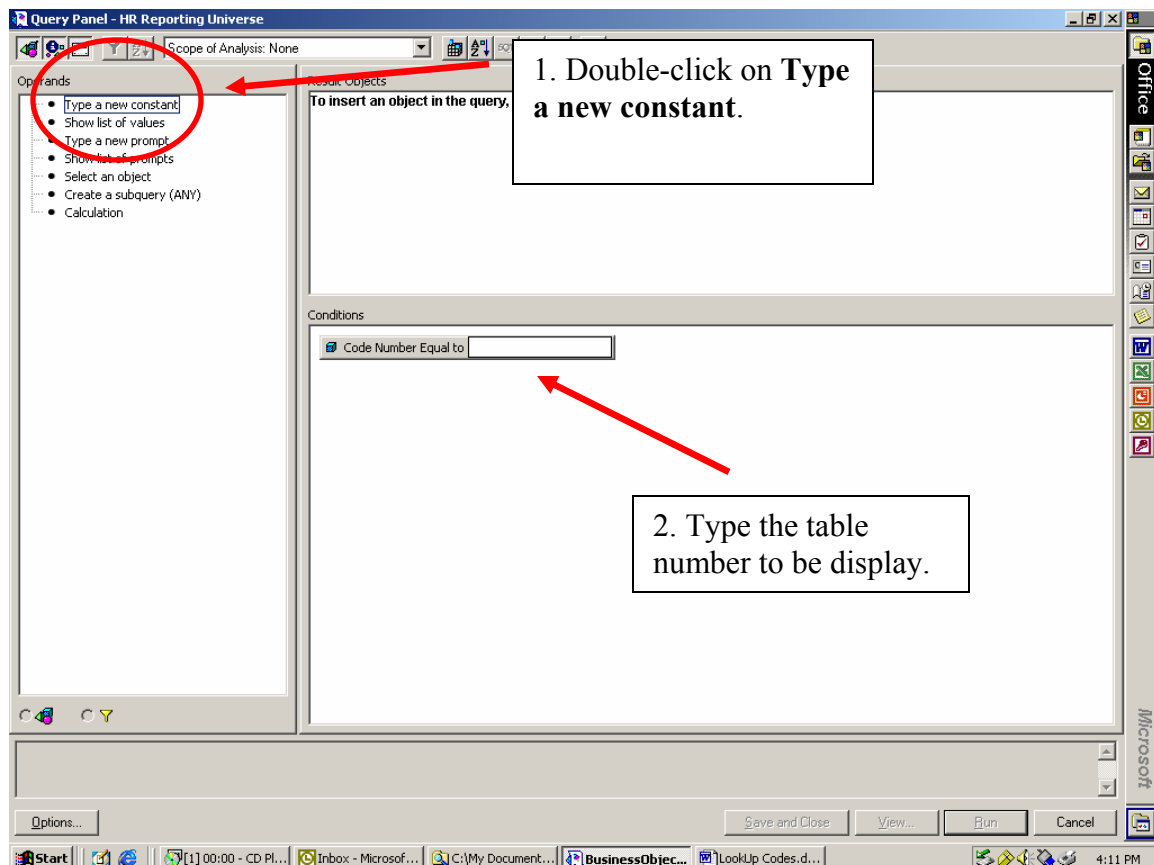 Query Panel - HR Reporting Universe
Scope of Analysis: None
Operands
Type a new constant
Show list of values
Type a new prompt
Show list of prompts
Select an object
Create a subquery (ANY)
Calculation
Result Objects
To insert an object in the query,
1. Double-click on Type
a new constant.
Conditions
Code Number Equal to
2. Type the table
number to be display.
Options...
Save and Close
View...
Run
Cancel
Office
Microsoft
Start
[1] 00:00 - CD Pl...
Inbox - Microsof...
C:\My Document...
BusinessObjec...
LookUp Codes.d...
4:11 PM